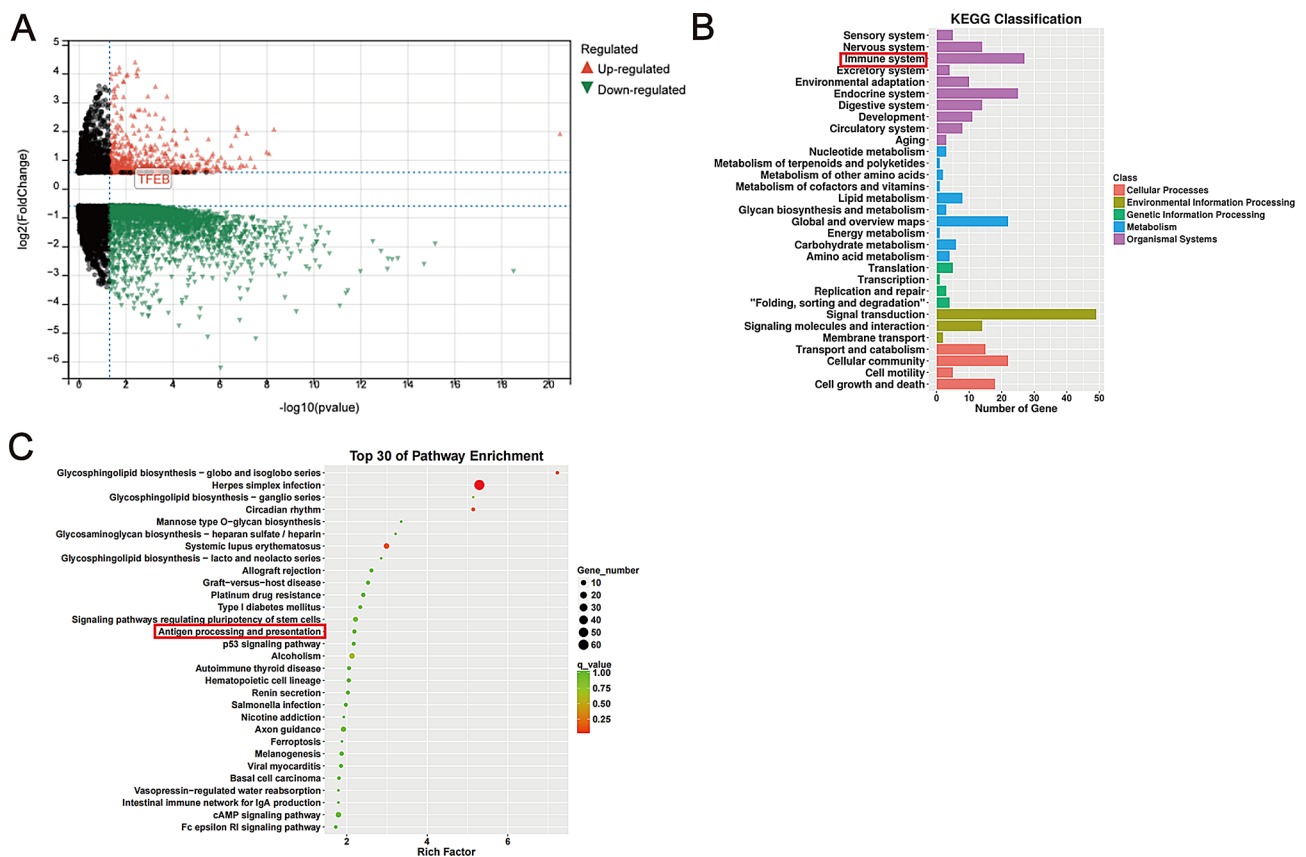 A
5
4
3
2
1
0
−1
−2
−3
−4
−5
−6
log2(FoldChange)
TFEB
0
2
4
6
8
10
12
14
16
18
20
-log10(pvalue)
Regulated
Up-regulated
Down-regulated
B
KEGG Classification
Sensory system
Nervous system
Immune system
Excretory system
Environmental adaptation
Endocrine system
Digestive system
Development
Circulatory system
Aging
Nucleotide metabolism
Metabolism of terpenoids and polyketides
Metabolism of other amino acids
Metabolism of cofactors and vitamins
Lipid metabolism
Glycan biosynthesis and metabolism
Global and overview maps
Energy metabolism
Carbohydrate metabolism
Amino acid metabolism
Translation
Transcription
Replication and repair
"Folding, sorting and degradation"
Signal transduction
Signaling molecules and interaction
Membrane transport
Transport and catabolism
Cellular community
Cell motility
Cell growth and death
0
10
20
30
40
50
Number of Gene
Class
Cellular Processes
Environmental Information Processing
Genetic Information Processing
Metabolism
Organismal Systems
C
Top 30 of Pathway Enrichment
Glycosphingolipid biosynthesis − globo and isoglobo series
Herpes simplex infection
Glycosphingolipid biosynthesis − ganglio series
Circadian rhythm
Mannose type O−glycan biosynthesis
Glycosaminoglycan biosynthesis − heparan sulfate / heparin
Systemic lupus erythematosus
Glycosphingolipid biosynthesis − lacto and neolacto series
Allograft rejection
Graft−versus−host disease
Platinum drug resistance
Type I diabetes mellitus
Signaling pathways regulating pluripotency of stem cells
Antigen processing and presentation
p53 signaling pathway
Alcoholism
Autoimmune thyroid disease
Hematopoietic cell lineage
Renin secretion
Salmonella infection
Nicotine addiction
Axon guidance
Ferroptosis
Melanogenesis
Viral myocarditis
Basal cell carcinoma
Vasopressin−regulated water reabsorption
Intestinal immune network for IgA production
cAMP signaling pathway
Fc epsilon RI signaling pathway
2
4
6
Rich Factor
Gene_number
10
20
30
40
50
60
q_value
1.00
0.75
0.50
0.25